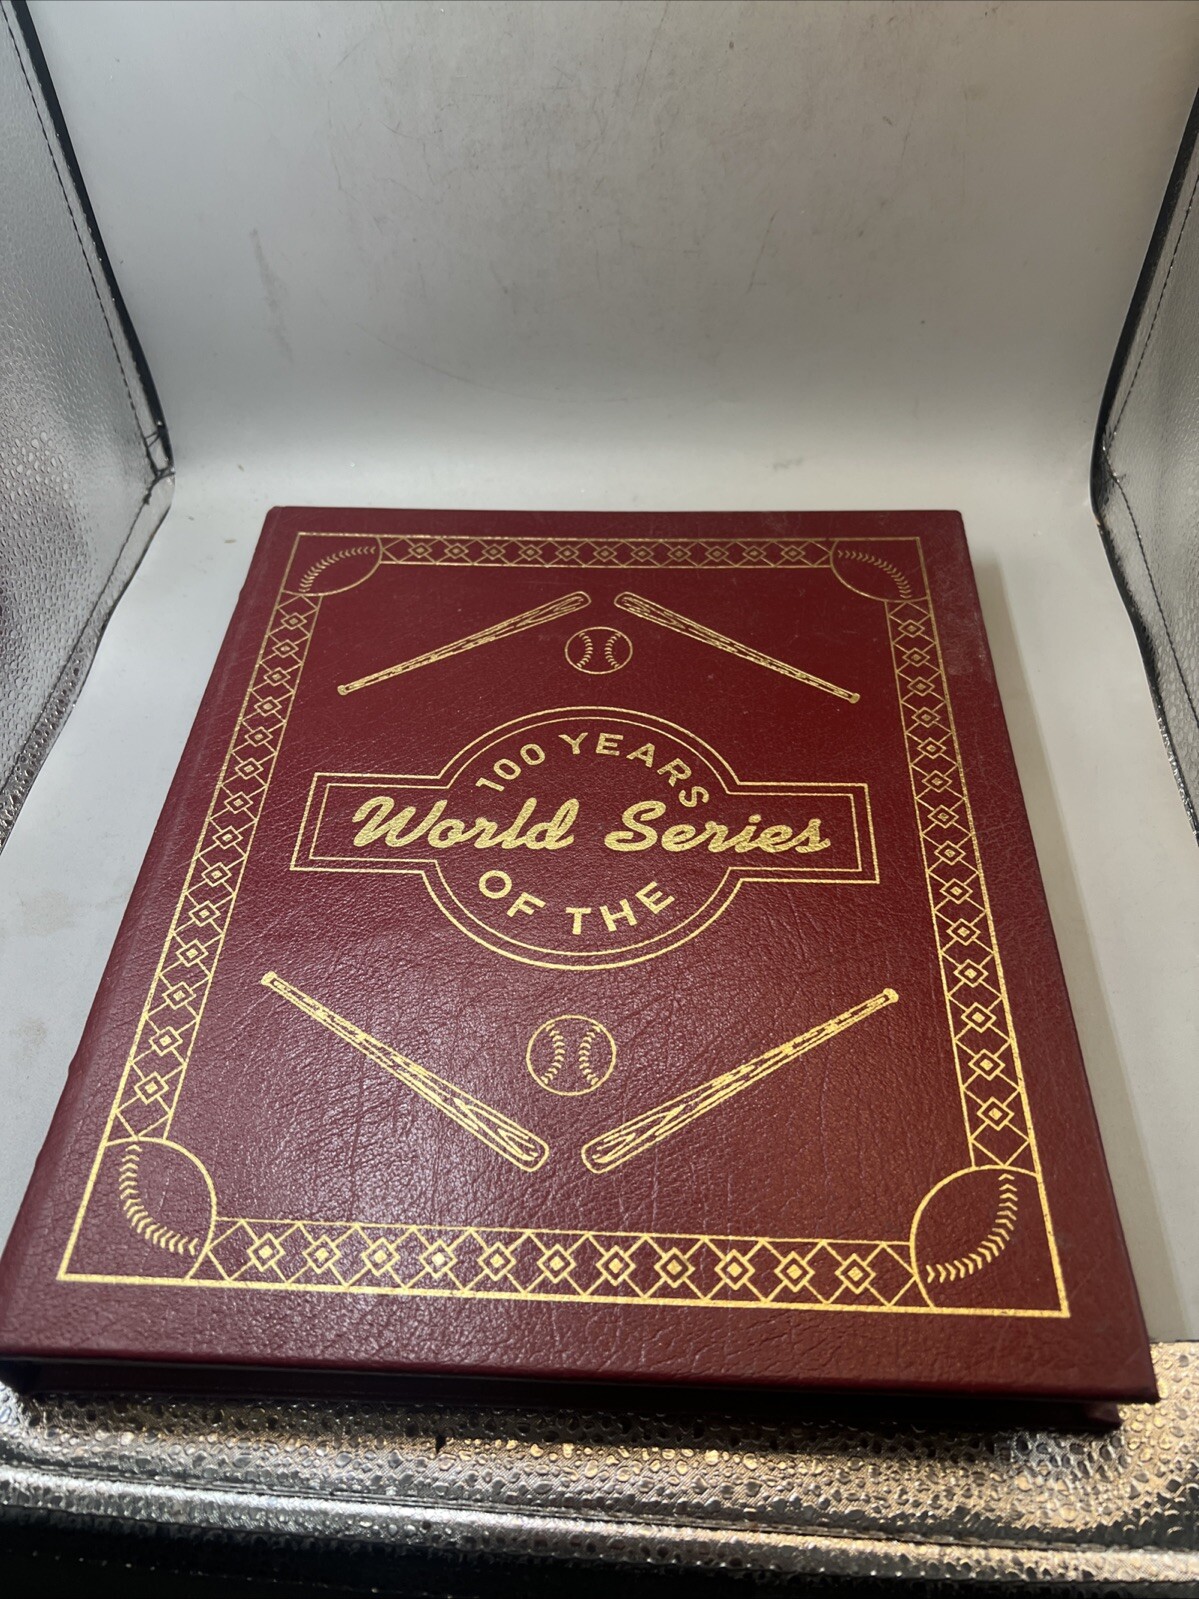 100 YEARS
World Series
OF THE